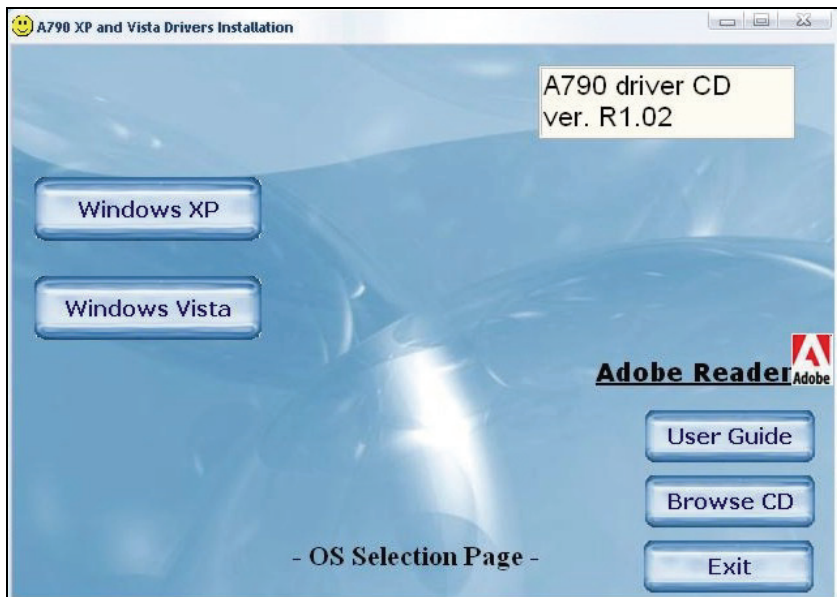 A790 XP and Vista Drivers Installation
A790 driver CD
ver. R1.02
Windows XP
Windows Vista
Adobe Reader
Adobe
User Guide
Browse CD
- OS Selection Page -
Exit